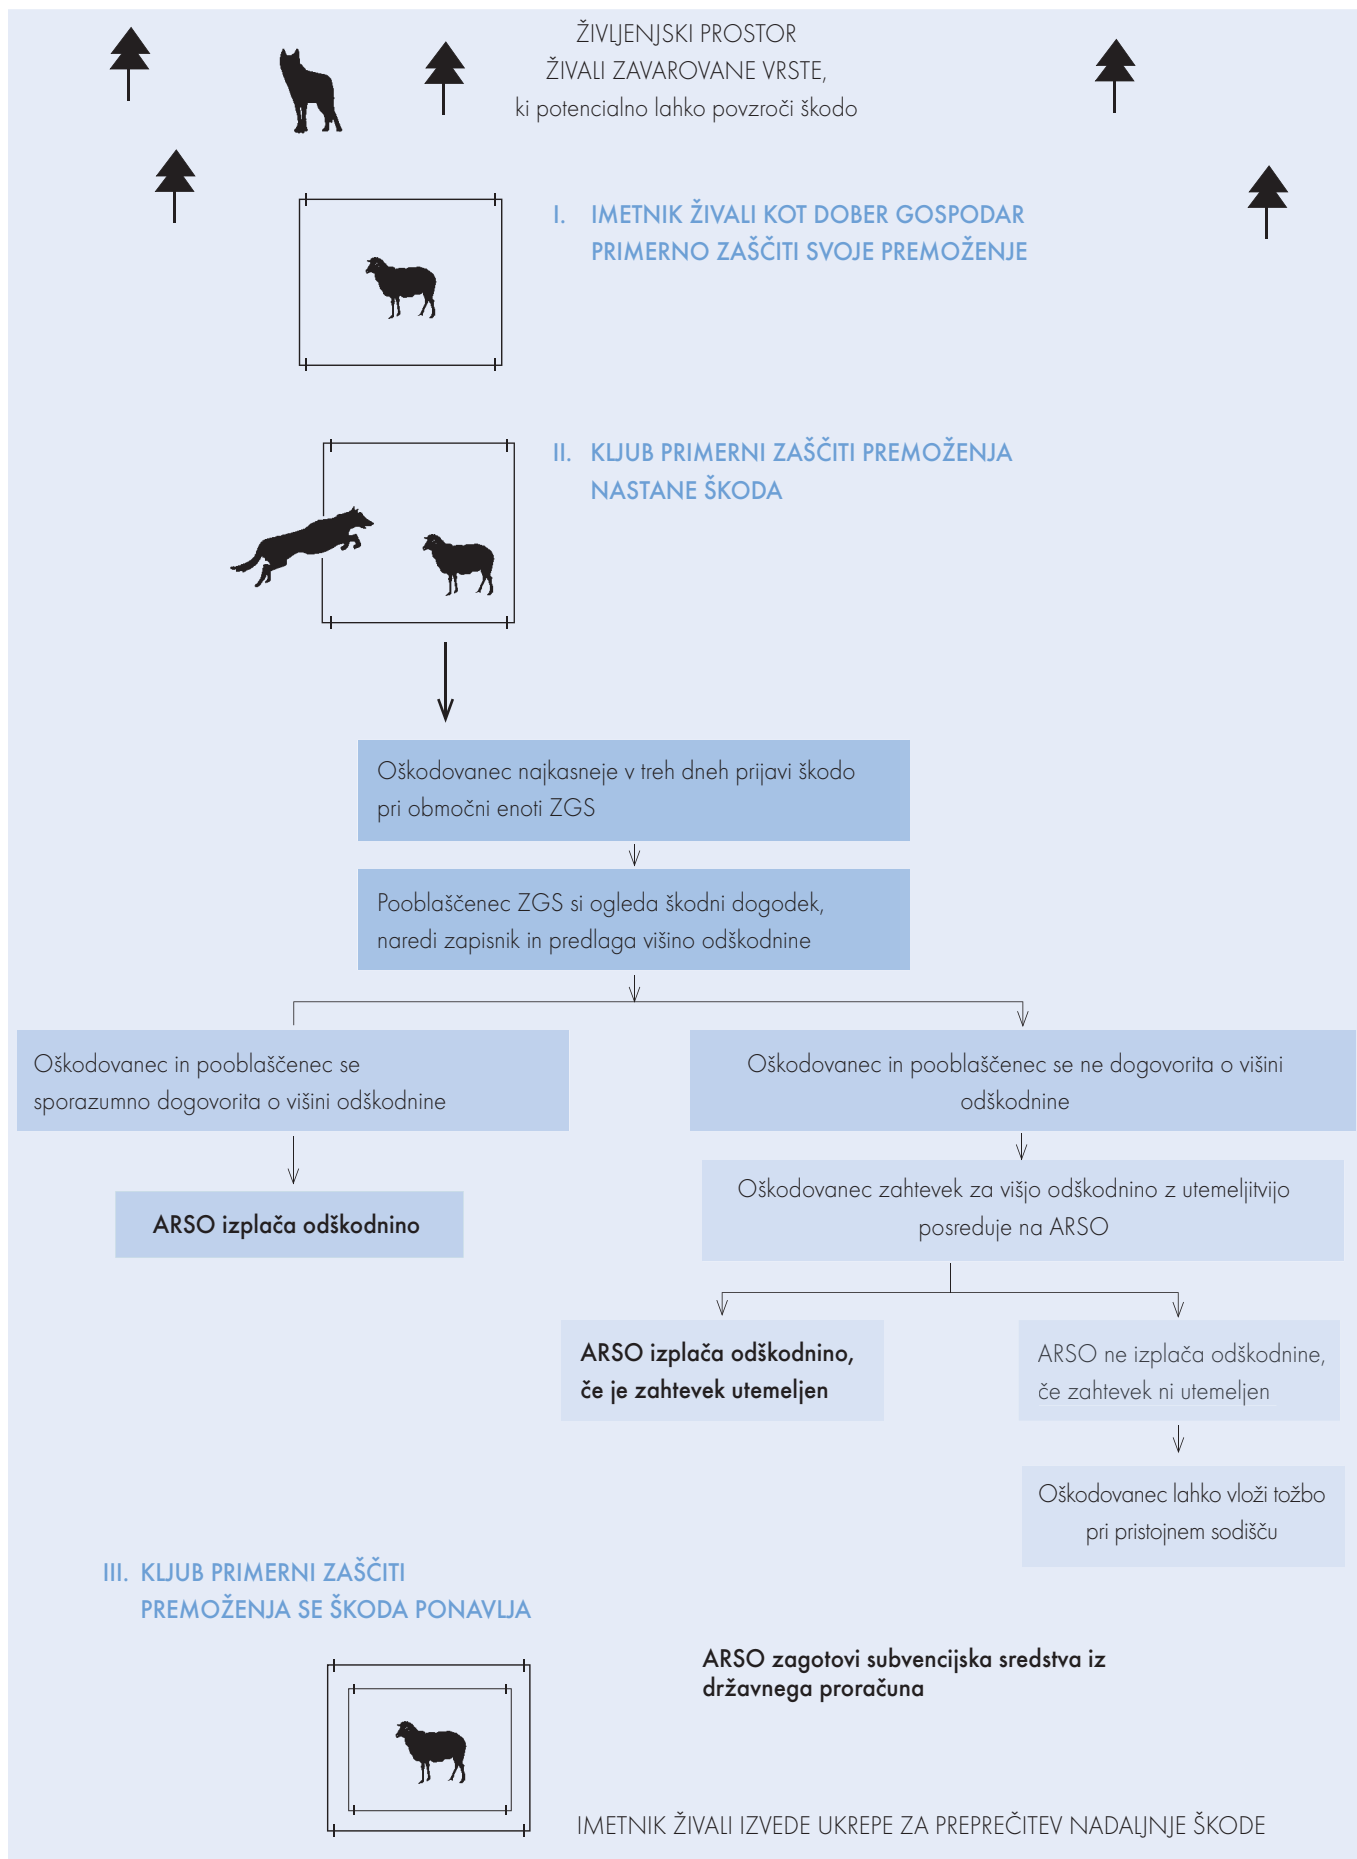 ŽIVLJENJSKI PROSTOR
ŽIVALI ZAVAROVANE VRSTE,
ki potencialno lahko povzroči škodo
I. IMETNIK ŽIVALI KOT DOBER GOSPODAR
PRIMERNO ZAŠČITI SVOJE PREMOŽENJE
II. KLJUB PRIMERNI ZAŠČITI PREMOŽENJA
NASTANE ŠKODA
Oškodovanec najkasneje v treh dneh prijavi škodo
pri območni enoti ZGS
Pooblaščenec ZGS si ogleda škodni dogodek,
naredi zapisnik in predlaga višino odškodnine
Oškodovanec in pooblaščenec se
sporazumno dogovorita o višini odškodnine
ARSO izplača odškodnino
Oškodovanec in pooblaščenec se ne dogovorita o višini
odškodnine
Oškodovanec zahtevek za višjo odškodnino z utemeljitvijo
posreduje na ARSO
ARSO izplača odškodnino,
če je zahtevek utemeljen
ARSO ne izplača odškodnine,
če zahtevek ni utemeljen
Oškodovanec lahko vloži tožbo
pri pristojnem sodišču
III. KLJUB PRIMERNI ZAŠČITI
PREMOŽENJA SE ŠKODA PONAVLJA
ARSO zagotovi subvencijska sredstva iz
državnega proračuna
IMETNIK ŽIVALI IZVEDE UKREPE ZA PREPREČITEV NADALJNJE ŠKODE